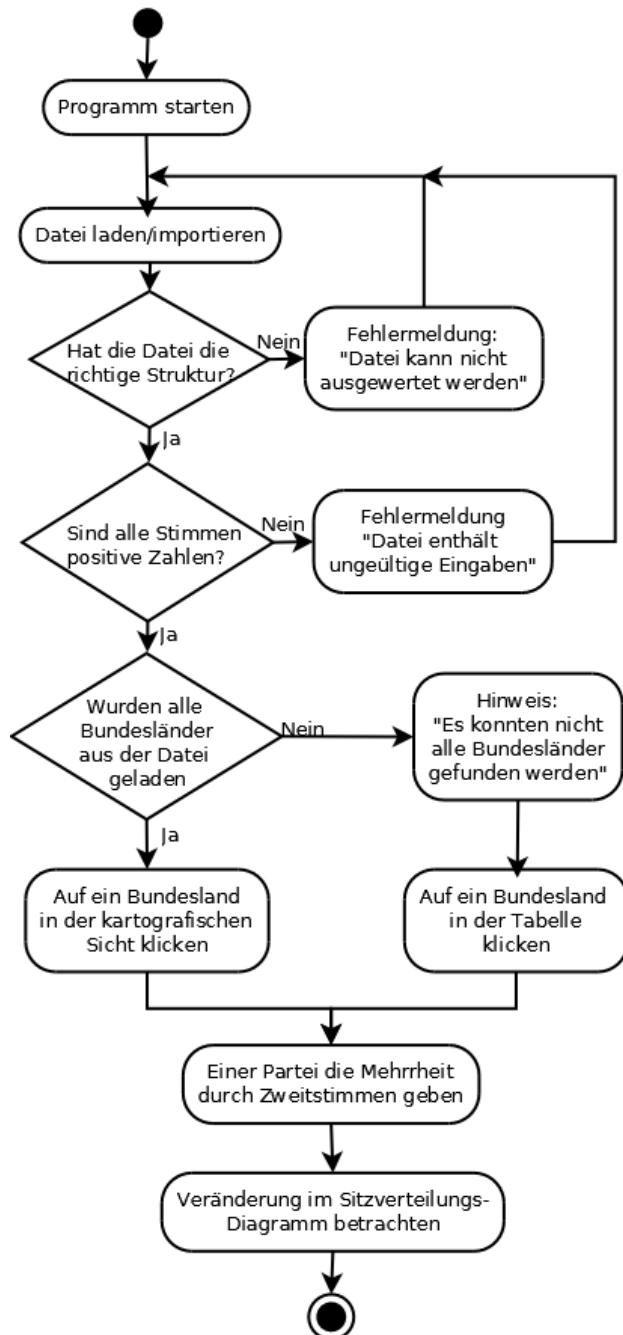 Programm starten
Datei laden/importieren
Hat die Datei die
richtige Struktur?
Nein
Fehlermeldung:
"Datei kann nicht
ausgewertet werden"
Ja
Sind alle Stimmen
positive Zahlen?
Nein
Fehlermeldung
"Datei enthält
ungeültige Eingaben"
Ja
Wurden alle
Bundesländer
aus der Datei
geladen
Nein
Hinweis:
"Es konnten nicht
alle Bundesländer
gefunden werden"
Ja
Auf ein Bundesland
in der kartografischen
Sicht klicken
Auf ein Bundesland
in der Tabelle
klicken
Einer Partei die Mehrrheit
durch Zweitstimmen geben
Veränderung im Sitzverteilungs-
Diagramm betrachten